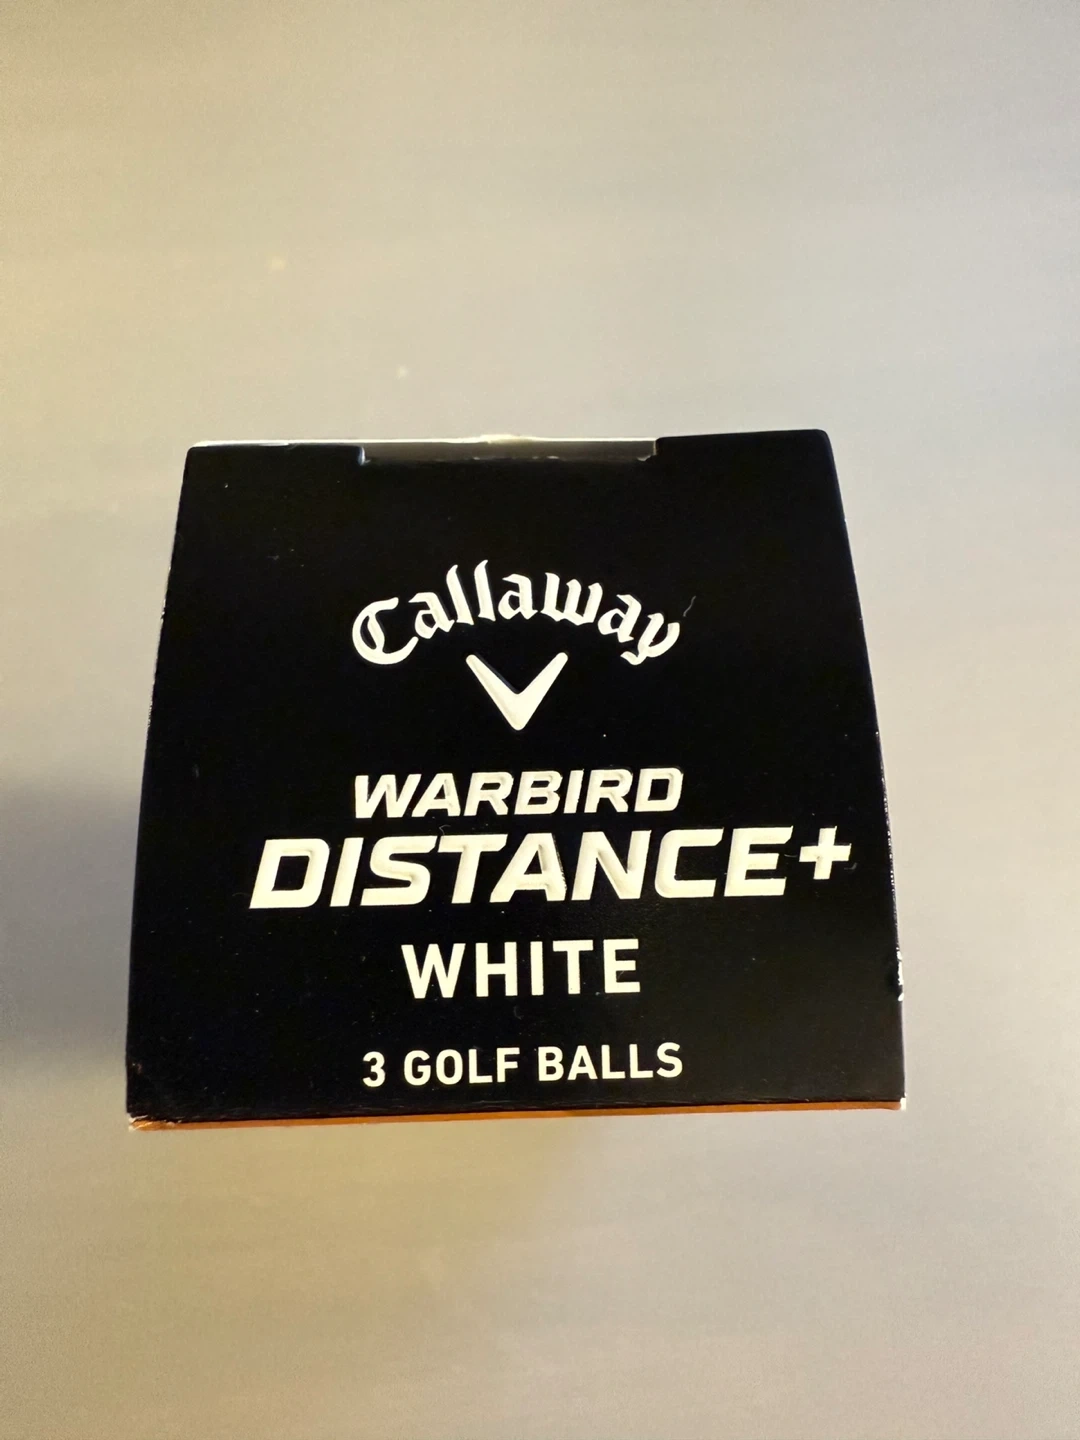 Callaway
WARBIRD
DISTANCE+
WHITE
3 GOLF BALLS